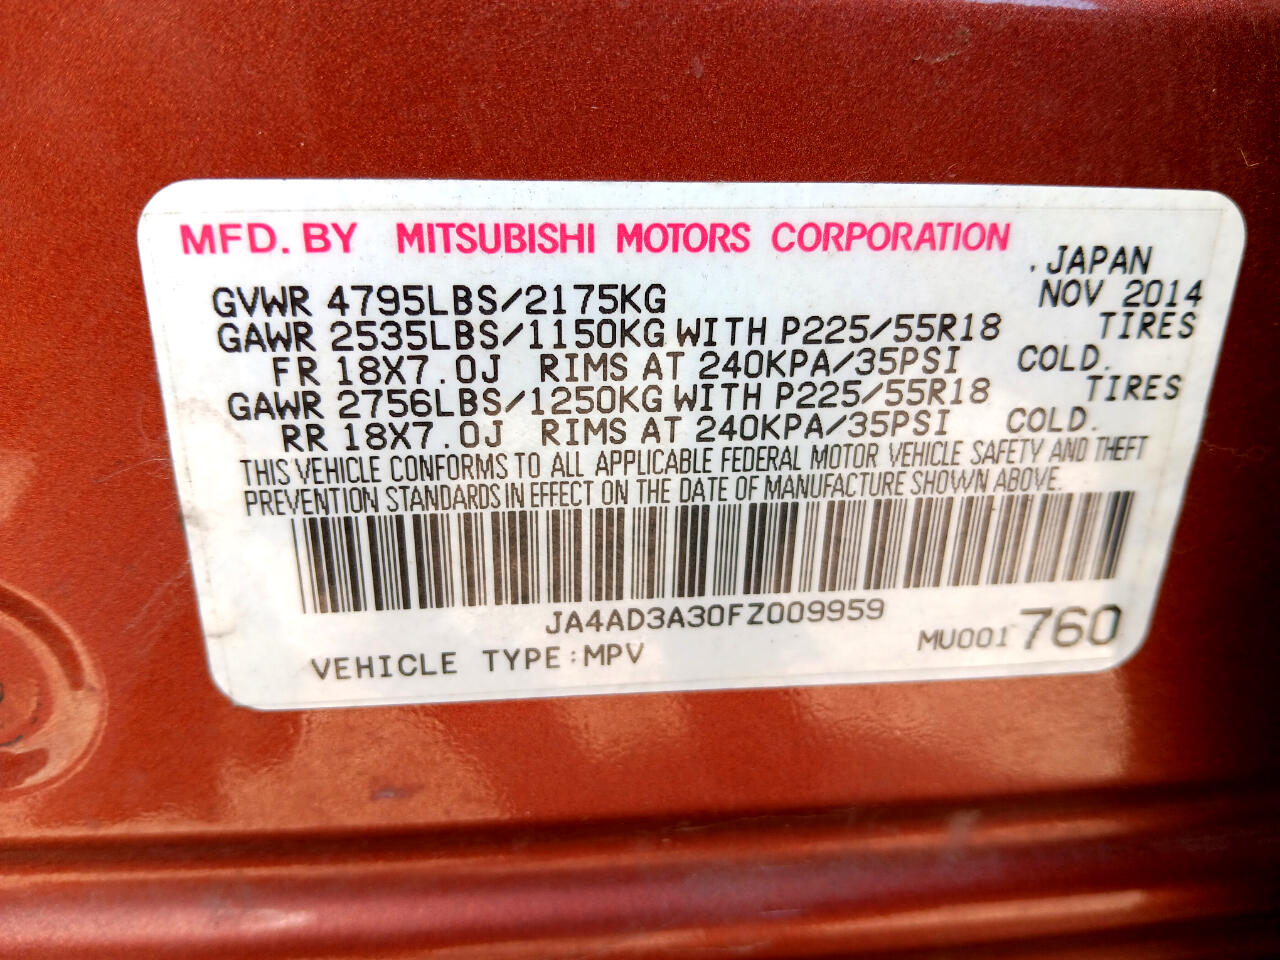 MFD. BY MITSUBISHI MOTORS CORPORATION
JAPAN
GVWR 4795LBS/2175KG NOV 2014
GAWR 2535LBS/1150KG WITH P225/55R18 TIRES
FR 18X7.0J RIMS AT 240KPA/35PSI COLD.
GAWR 2756LBS/1250KG WITH P225/55R18 TIRES
RR 18X7.0J RIMS AT 240KPA/35PSI COLD.
THIS VEHICLE CONFORMS TO ALL APPLICABLE FEDERAL MOTOR VEHICLE SAFETY AND THEFT
PREVENTION STANDARDS IN EFFECT ON THE DATE OF MANUFACTURE SHOWN ABOVE.
JA4AD3A30FZ009959
MU001760
VEHICLE TYPE:MPV